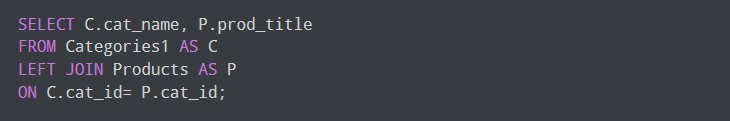 SELECT C.cat_name, P.prod_title
FROM Categories1 AS C
LEFT JOIN Products AS P
ON C.cat_id= P.cat_id;